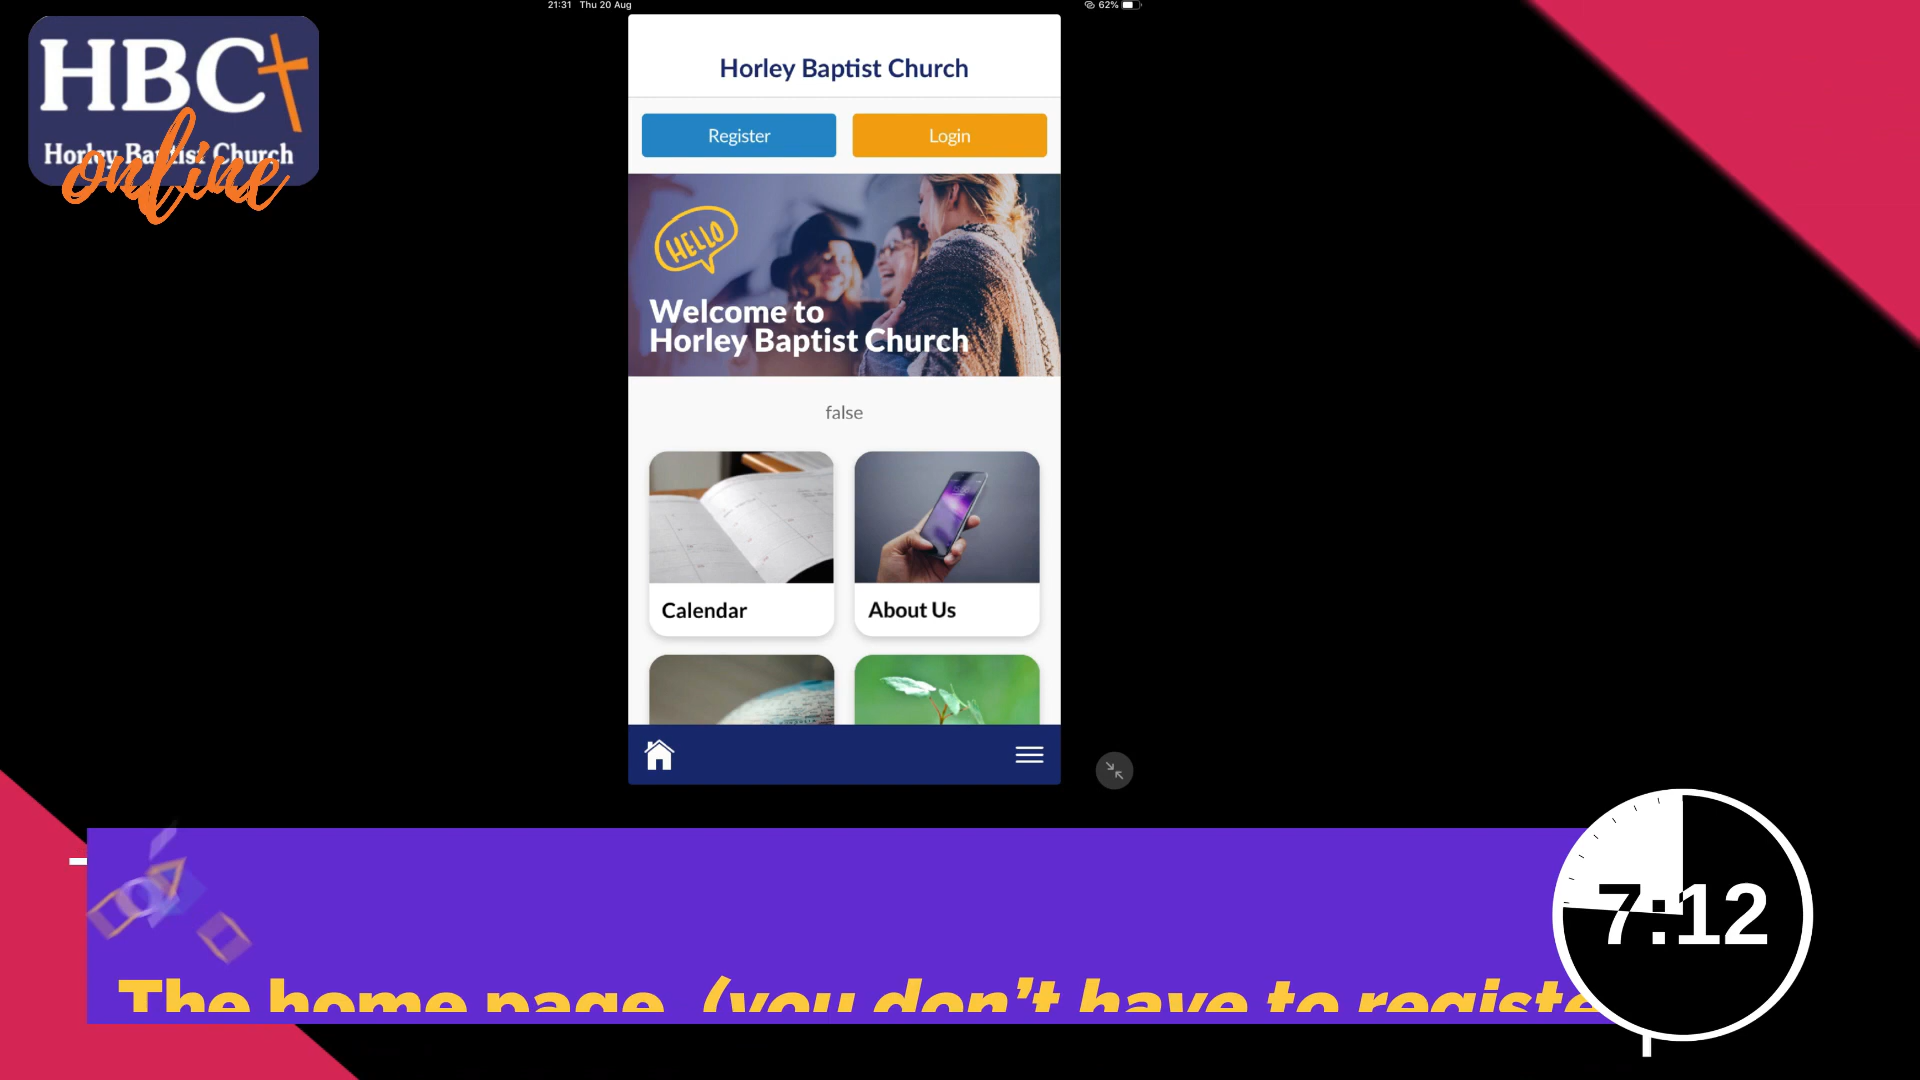 21:31 Thu 20 Aug
62%
HBC
Horley Baptist Church
online
Horley Baptist Church
Register
Login
HELLO
Welcome to
Horley Baptist Church
false
Calendar
About Us
7:12
The home page (you don't have to registe